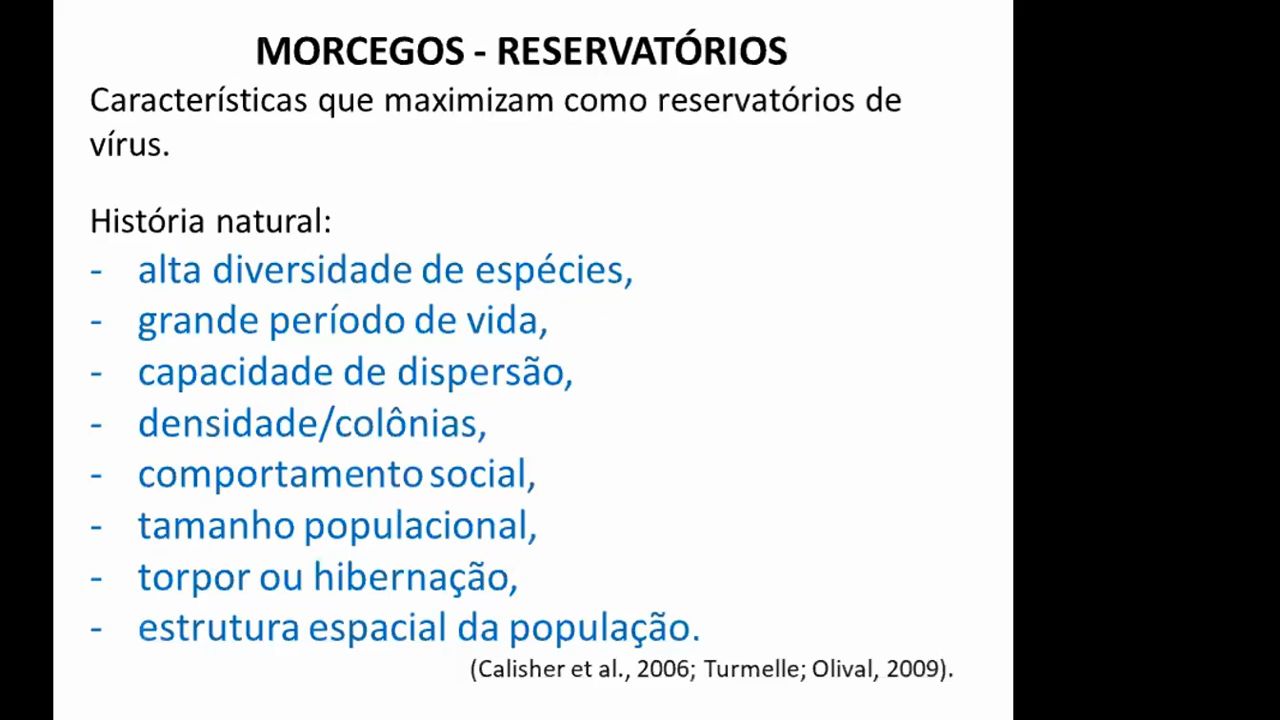 MORCEGOS - RESERVATÓRIOS
Características que maximizam como reservatórios de
vírus.
História natural:
- alta diversidade de espécies,
- grande período de vida,
- capacidade de dispersão,
- densidade/colônias,
- comportamento social,
- tamanho populacional,
- torpor ou hibernação,
- estrutura espacial da população.
(Calisher et al., 2006; Turmelle; Olival, 2009).